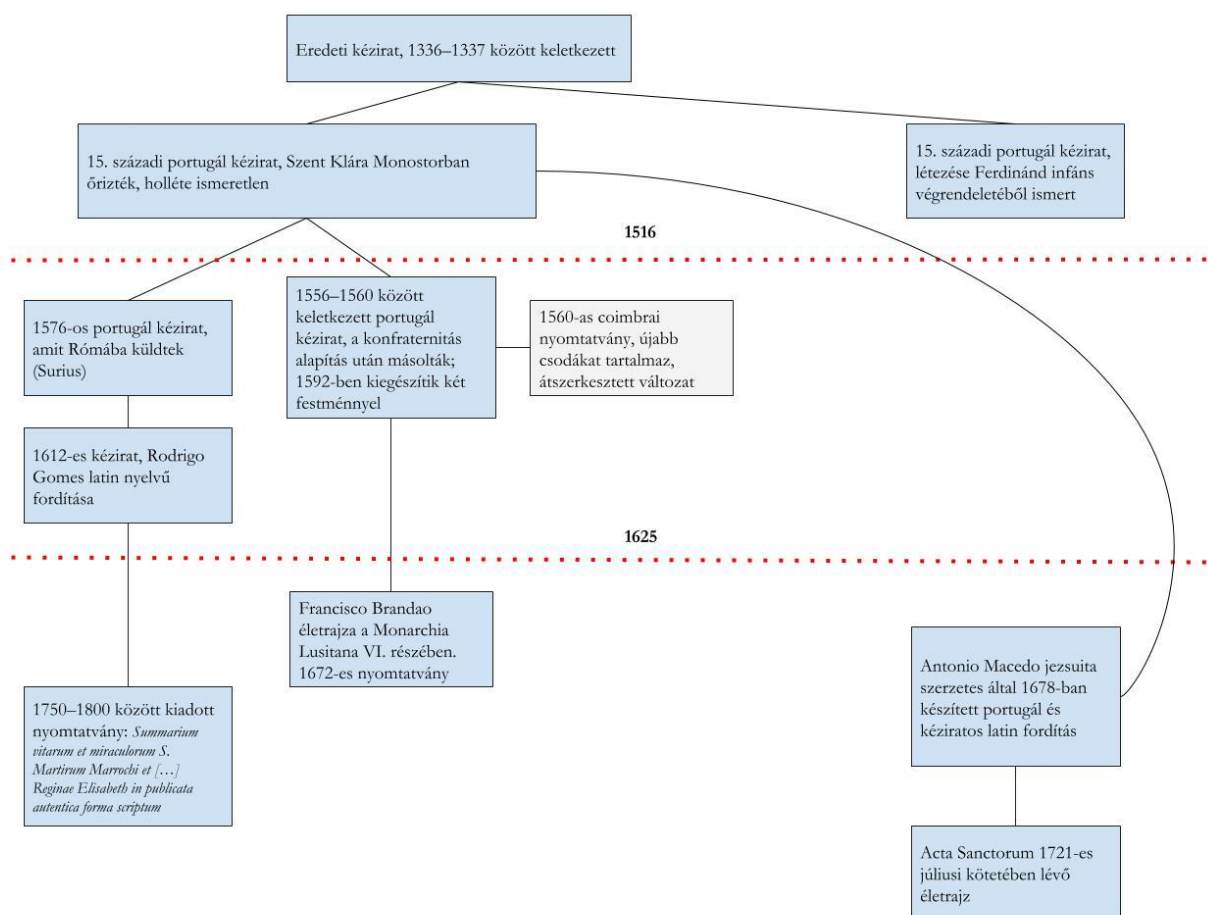 Eredeti kézirat, 1336–1337 között keletkezett
15. századi portugál kézirat, Szent Klára Monostorban
őrizték, holléte ismeretlen
15. századi portugál kézirat,
létezése Ferdinánd infáns
végrendeletéből ismert
1516
1576-os portugál kézirat,
amit Rómába küldtek
(Surius)
1556–1560 között
keletkezett portugál
kézirat, a konfraternitás
alapítás után másolták;
1592-ben kiegészítik két
festménnyel
1560-as coimbrai
nyomtatvány, újabb
csodákat tartalmaz,
átszerkesztett változat
1612-es kézirat, Rodrigo
Gomes latin nyelvű
fordítása
1625
Francisco Brandao
életrajza a Monarchia
Lusitana VI. részében.
1672-es nyomtatvány
Antonio Macedo jezsuita
szerzetes által 1678-ban
készített portugál és
kéziratos latin fordítás
1750–1800 között kiadott
nyomtatvány: Summarium
vitarum et miraculorum S.
Martirum Marrochi et […]
Reginae Elisabeth in publicata
autentica forma scriptum
Acta Sanctorum 1721-es
júliusi kötetében lévő
életrajz